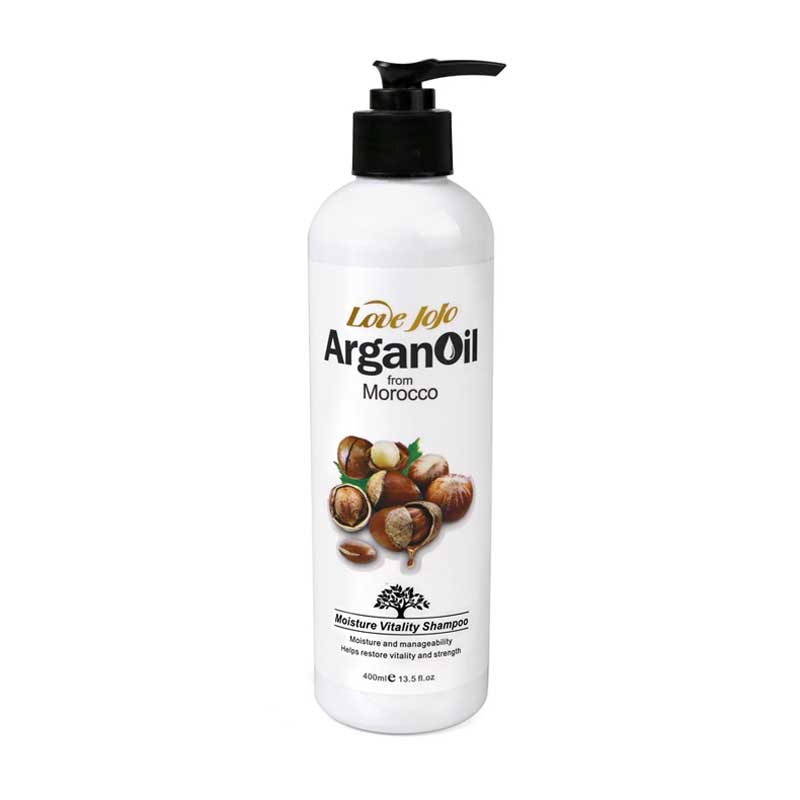 Love JoJo
ArganOil
from
Morocco
Moisture Vitality Shampoo
Moisture and manageability
Helps restore vitality and strength
400ml℮ 13.5 fl.oz